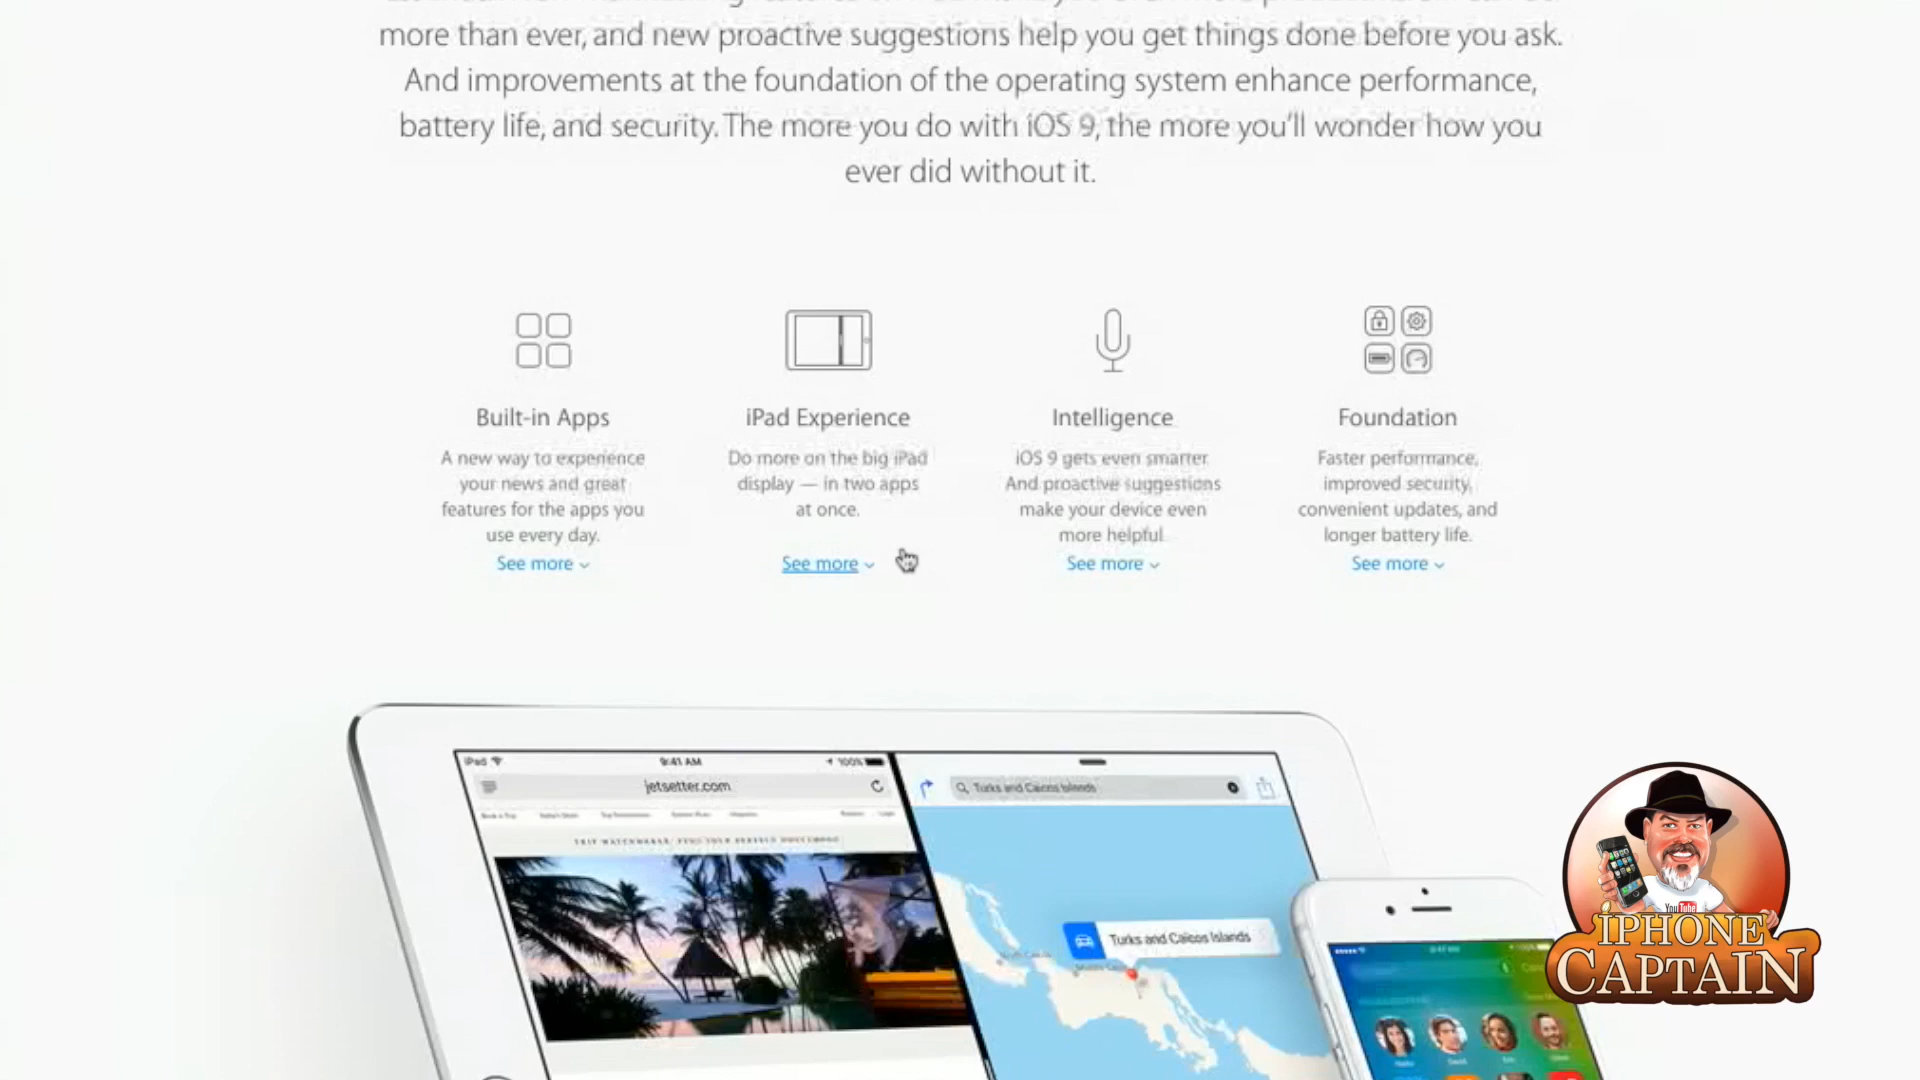 more than ever, and new proactive suggestions help you get things done before you ask.
And improvements at the foundation of the operating system enhance performance,
battery life, and security. The more you do with iOS 9, the more you'll wonder how you
ever did without it.
Built-in Apps
A new way to experience
your news and great
features for the apps you
use every day.
See more
iPad Experience
Do more on the big iPad
display — in two apps
at once.
See more
Intelligence
iOS 9 gets even smarter.
And proactive suggestions
make your device even
more helpful.
See more
Foundation
Faster performance,
improved security,
convenient updates, and
longer battery life.
See more
iPad
9:41 AM
100%
jetsetter.com
Turks and Caicos Islands
Turks and Caicos Islands
YouTube
IPHONE
CAPTAIN